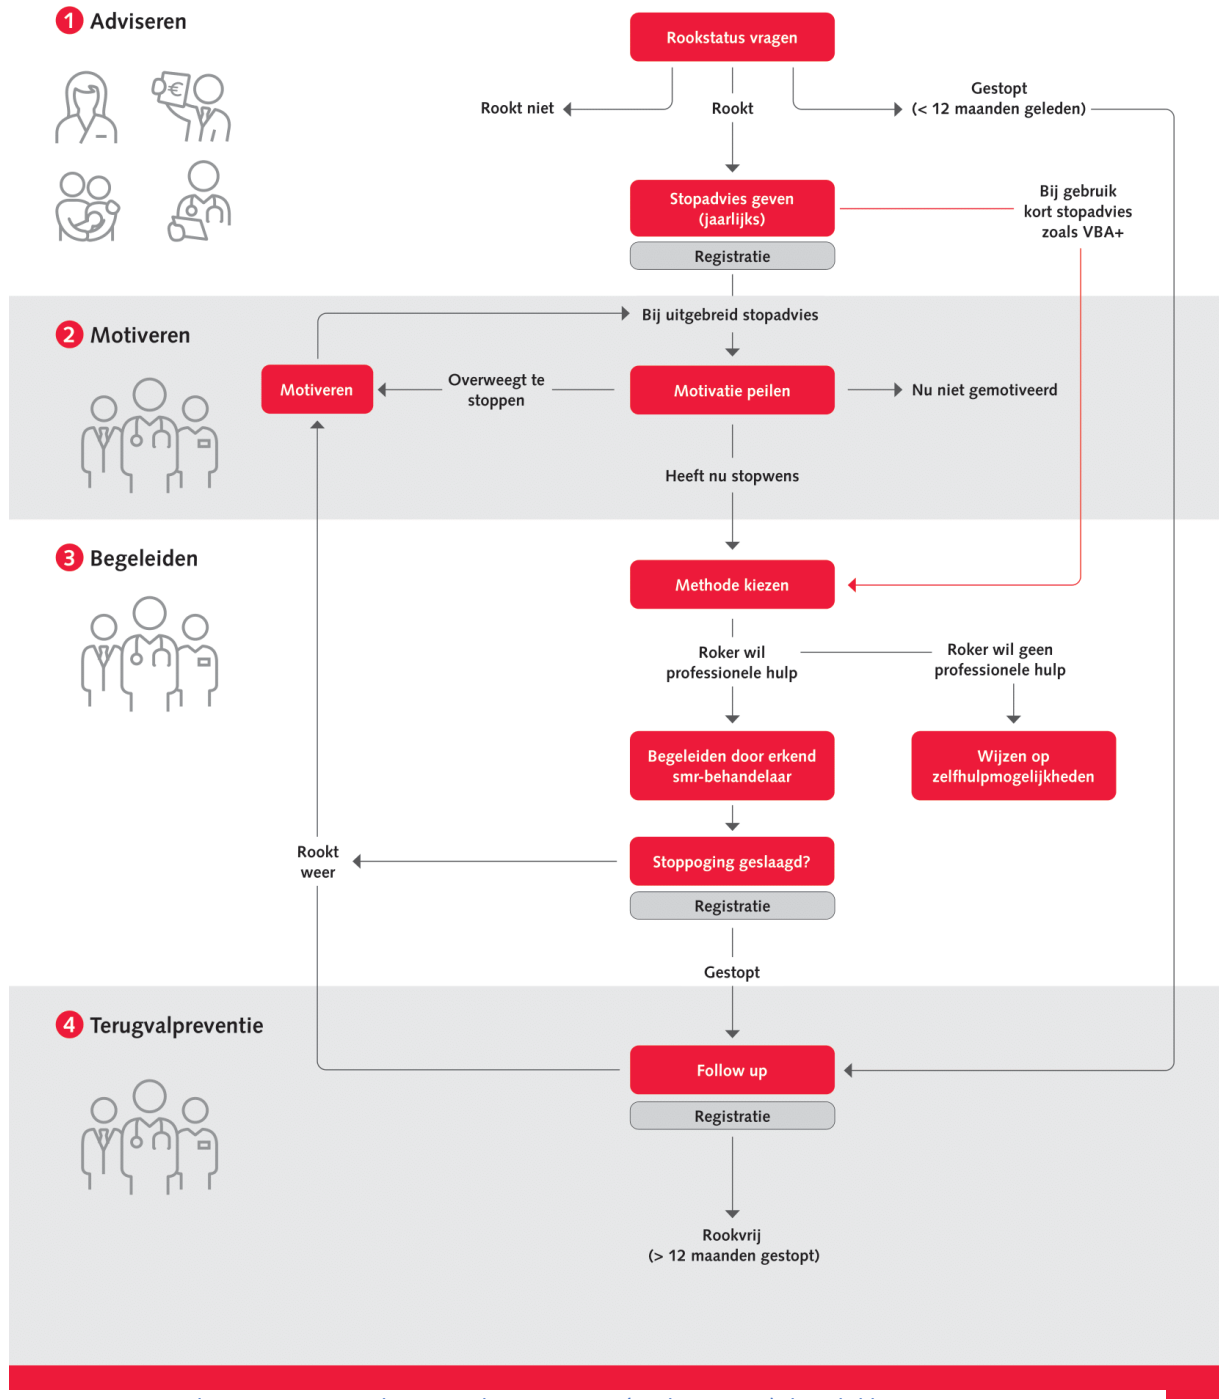 1 Adviseren
Rookstatus vragen
Rookt niet
Rookt
Gestopt
(< 12 maanden geleden)
Stopadvies geven
(jaarlijks)
Registratie
Bij gebruik
kort stopadvies
zoals VBA+
€
2 Motiveren
Bij uitgebreid stopadvies
Motiveren
Overweegt te
stoppen
Motivatie peilen
Nu niet gemotiveerd
Heeft nu stopwens
3 Begeleiden
Methode kiezen
Roker wil
professionele hulp
Roker wil geen
professionele hulp
Begeleiden door erkend
smr-behandelaar
Wijzen op
zelfhulpmogelijkheden
Rookt
weer
Stoppoging geslaagd?
Registratie
Gestopt
4 Terugvalpreventie
Follow up
Registratie
Rookvrij
(> 12 maanden gestopt)